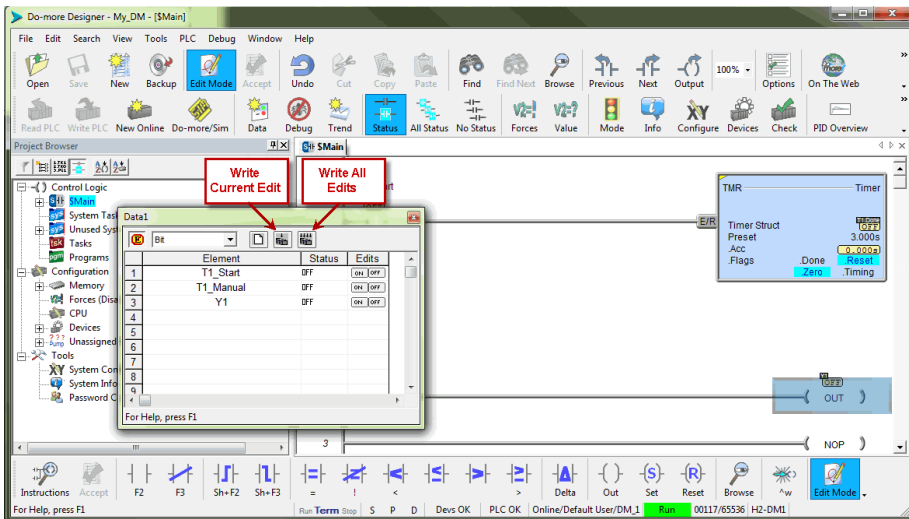 Do-more Designer - My_DM - [$Main]
File Edit Search View Tools PLC Debug Window Help
Open Save New Backup Edit Mode Accept Undo Cut Copy Paste Find Find Next Browse Previous Next Output 100% Options On The Web
Read PLC Write PLC New Online Do-more/Sim Data Debug Trend Status All Status No Status Forces Value Mode Info Configure Devices Check PID Overview
Project Browser
$Main
Write Current Edit
Write All Edits
Control Logic
$Main
System Tas
Unused Syst
Tasks
Programs
Configuration
Memory
Forces (Disa
CPU
Devices
Unassigned
Tools
System Con
System Info
Password C
Data1
Bit
Element Status Edits
1 T1_Start OFF ON OFF
2 T1_Manual OFF ON OFF
3 Y1 OFF ON OFF
4
5
6
7
8
9
For Help, press F1
TMR Timer
E/R
Timer Struct OFF
Preset 3.000s
.Acc 0.000s
.Flags .Done .Reset
.Zero .Timing
Y1
OFF
OUT
3
NOP
Instructions Accept F2 F3 Sh+F2 Sh+F3 = ! < > Delta Out Set Reset Browse ^w Edit Mode
For Help, press F1 Run Term Stop S P D Devs OK PLC OK Online/Default User/DM_1 Run 00117/65536 H2-DM1